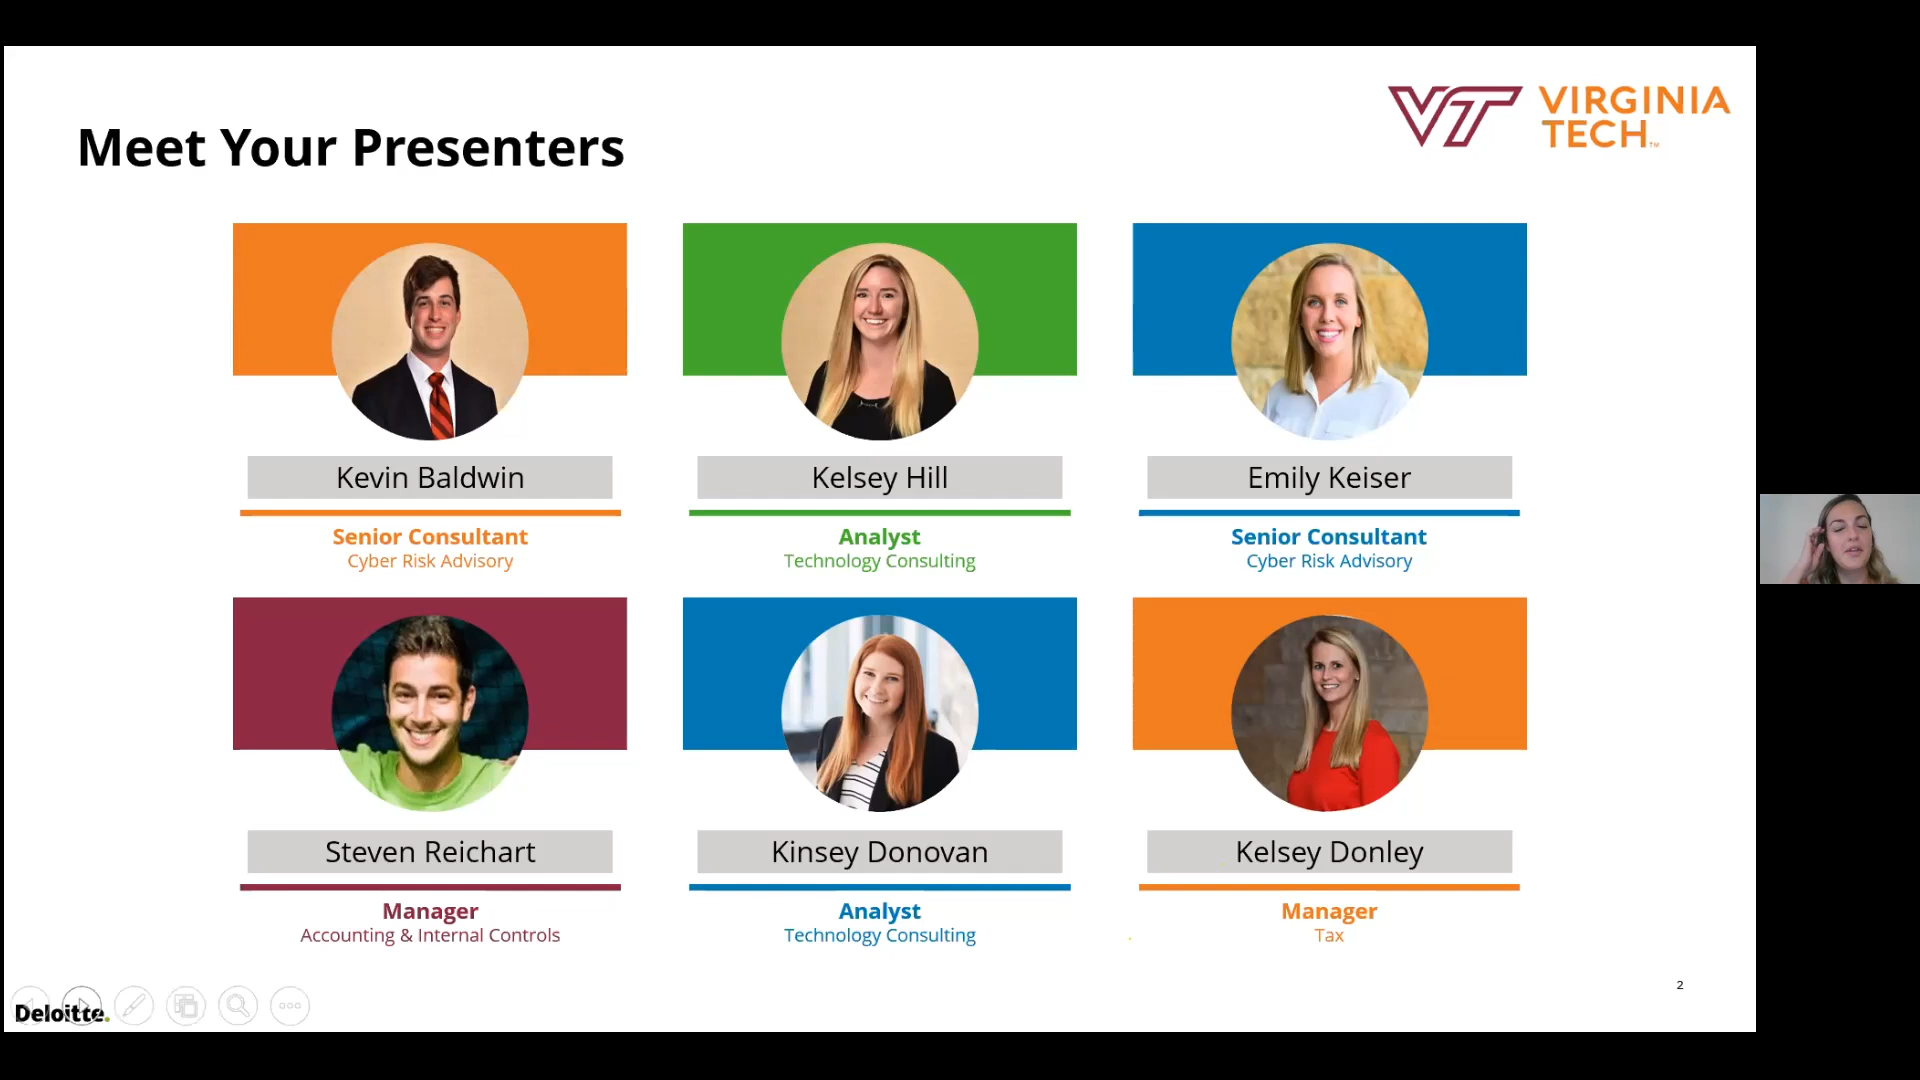 Meet Your Presenters
VT VIRGINIA
TECH™
Kevin Baldwin
Senior Consultant
Cyber Risk Advisory
Kelsey Hill
Analyst
Technology Consulting
Emily Keiser
Senior Consultant
Cyber Risk Advisory
Steven Reichart
Manager
Accounting & Internal Controls
Kinsey Donovan
Analyst
Technology Consulting
Kelsey Donley
Manager
Tax
2
Deloitte.